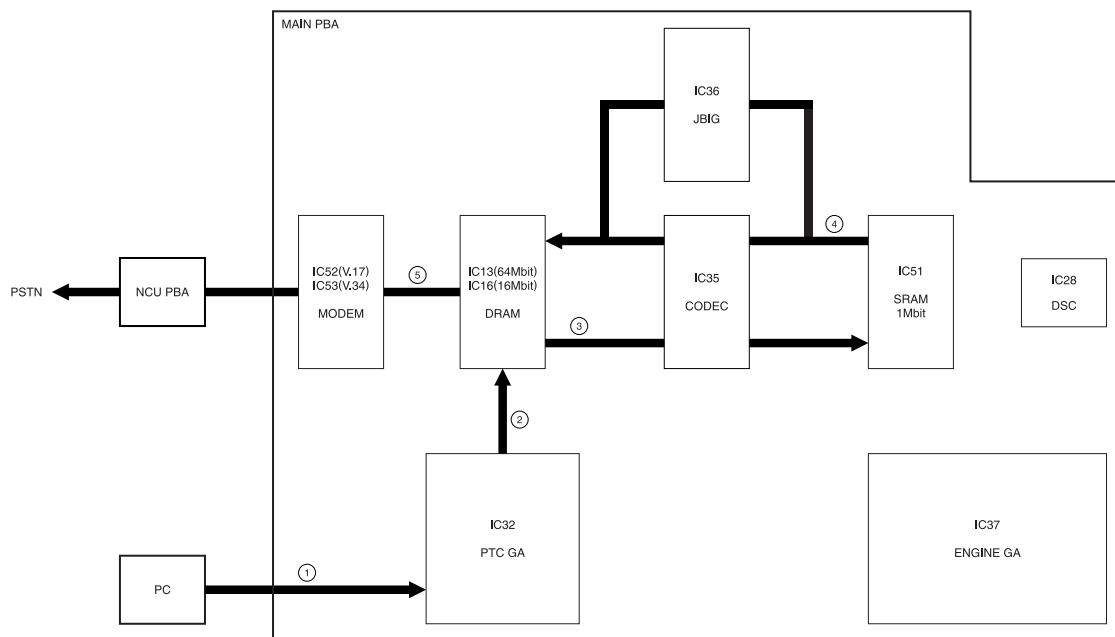 MAIN PBA
IC36
JBIG
4
IC52(V.17)
IC53(V.34)
MODEM
5
IC13(64Mbit)
IC16(16Mbit)
DRAM
3
IC35
CODEC
IC51
SRAM
1Mbit
IC28
DSC
PSTN
NCU PBA
2
IC32
PTC GA
IC37
ENGINE GA
PC
1